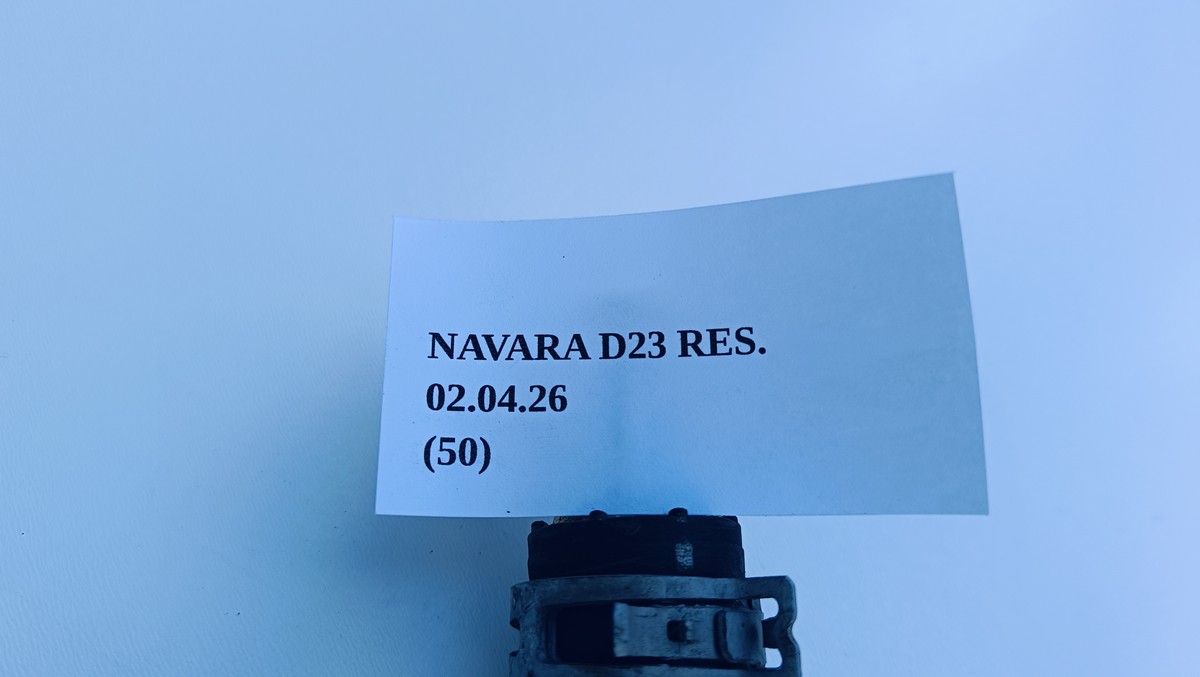 NAVARA D23 RES.
02.04.26
(50)